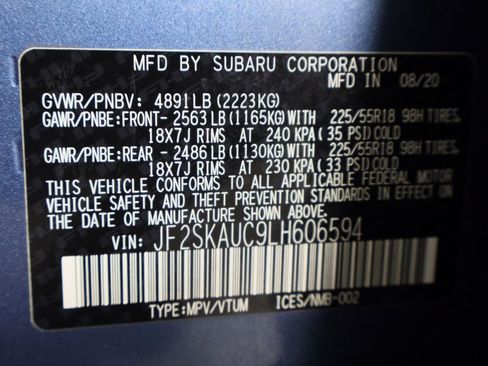 MFD BY SUBARU CORPORATION
MFD IN 08/20
GVWR/PNBV: 4891LB(2223KG)
GAWR/PNBE:FRONT- 2563LB(1165KG)WITH 225/55R18 98H TIRES,
18X7J RIMS AT 240 KPA(35 PSI)COLD
GAWR/PNBE:REAR - 2486LB(1130KG)WITH 225/55R18 98H TIRES,
18X7J RIMS AT 230 KPA(33 PSI)COLD
THIS VEHICLE CONFORMS TO ALL APPLICABLE FEDERAL MOTOR
VEHICLE SAFETY AND THEFT PREVENTION STANDARDS IN EFFECT
ON THE DATE OF MANUFACTURE SHOWN ABOVE.
VIN: JF2SKAUC9LH606594
TYPE:MPV/VTUM ICES/NMB-002